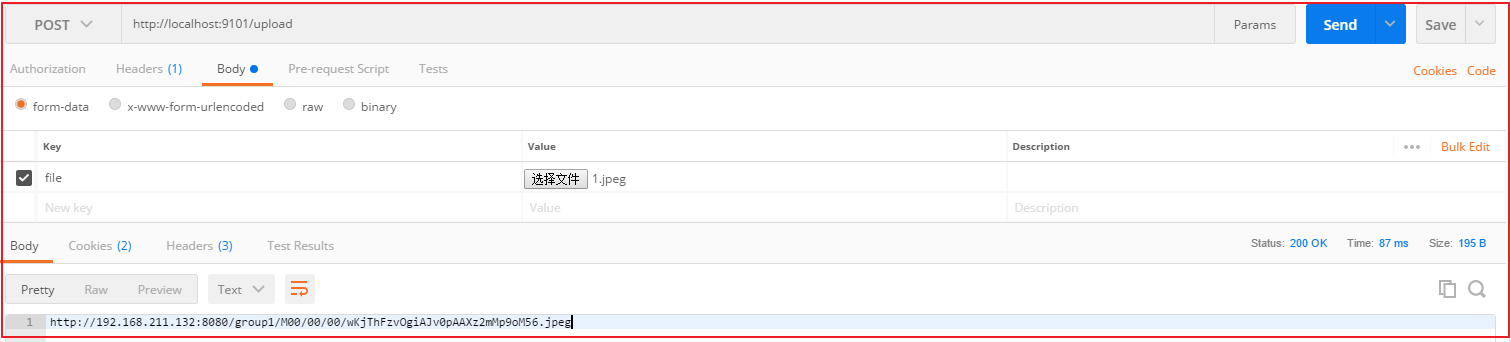 POST http://localhost:9101/upload Params Send Save
Authorization Headers (1) Body Pre-request Script Tests Cookies Code
form-data x-www-form-urlencoded raw binary
Key Value Description ••• Bulk Edit
file 选择文件 1.jpeg
New key Value Description
Body Cookies (2) Headers (3) Test Results Status: 200 OK Time: 87 ms Size: 195 B
Pretty Raw Preview Text
1 http://192.168.211.132:8080/group1/M00/00/00/wKjThFzvOgiAJv0pAAXz2mMp9oM56.jpeg